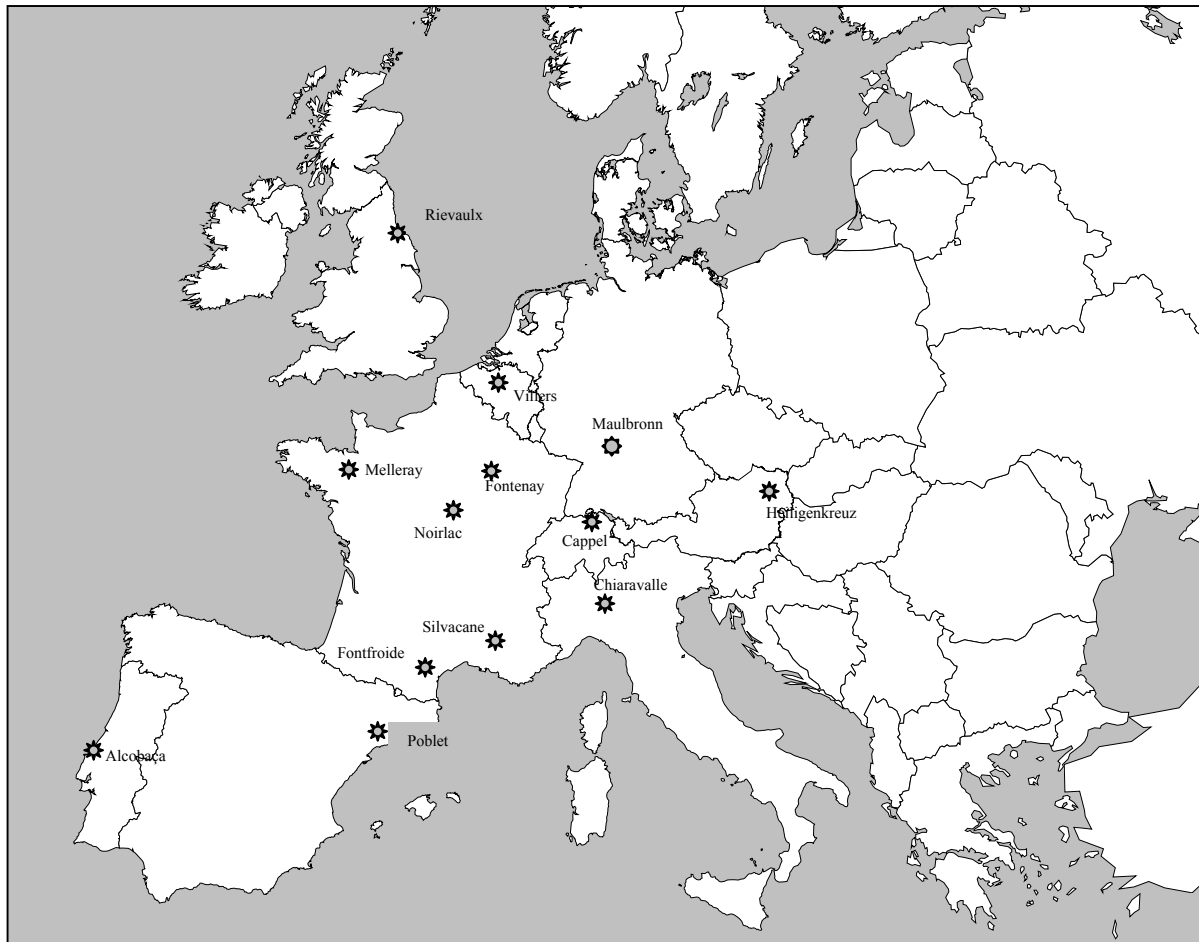 Rievaulx
Villers
Maulbronn
Melleray
Fontenay
Heiligenkreuz
Noirlac
Cappel
Chiaravalle
Silvacane
Fontfroide
Poblet
Alcobaça